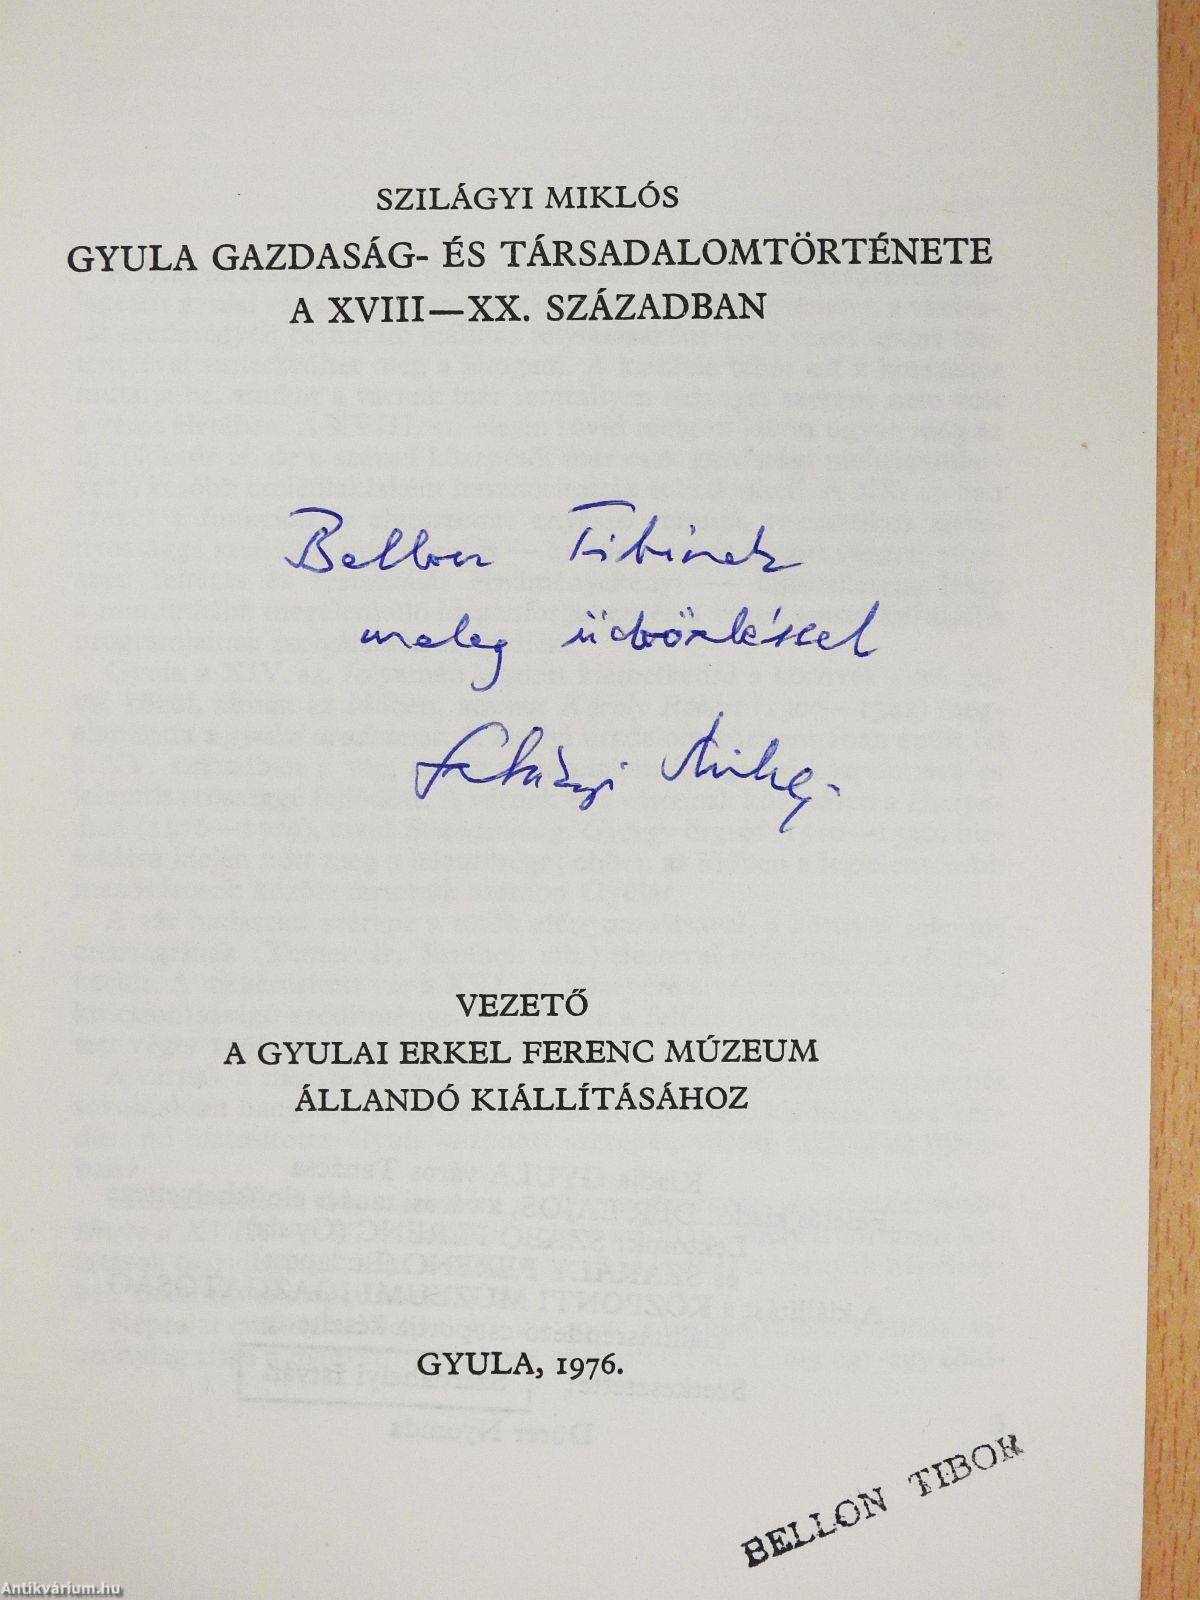 SZILÁGYI MIKLÓS
GYULA GAZDASÁG- ÉS TÁRSADALOMTÖRTÉNETE
A XVIII—XX. SZÁZADBAN
Bellon Tibinek
meleg üdvözléssel
Szilágyi Miklós
VEZETŐ
A GYULAI ERKEL FERENC MÚZEUM
ÁLLANDÓ KIÁLLÍTÁSÁHOZ
GYULA, 1976.
BELLON TIBOR
Antikvárium.hu